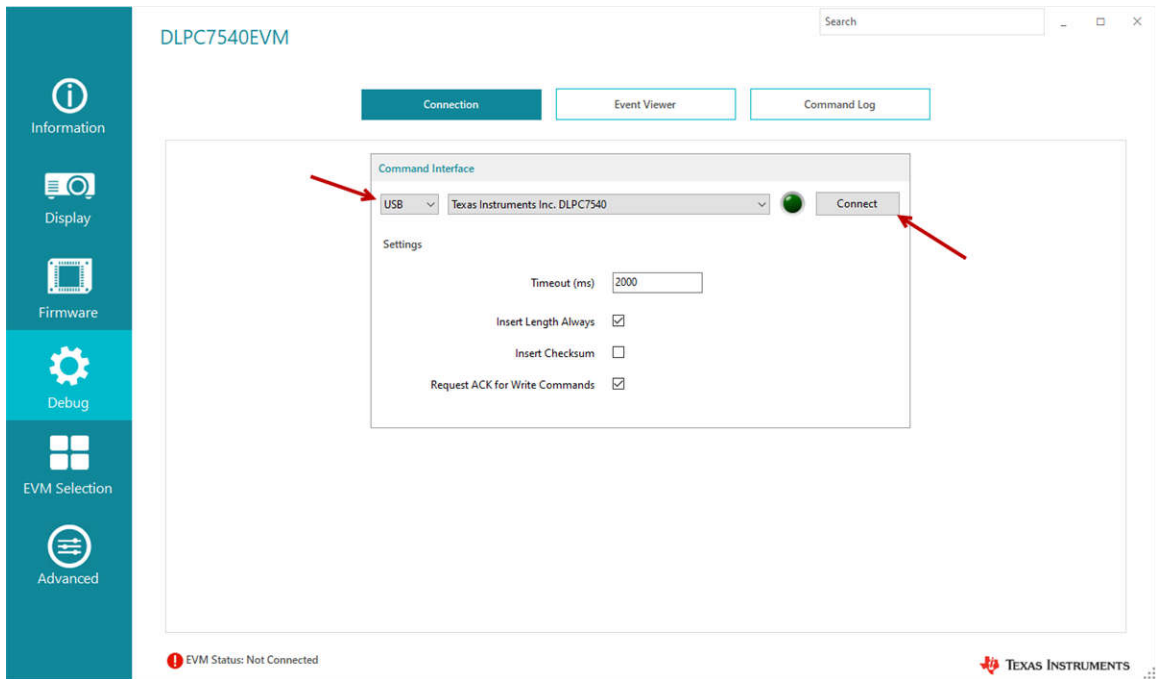 DLPC7540EVM
Search
Information
Display
Firmware
Debug
EVM Selection
Advanced
Connection
Event Viewer
Command Log
Command Interface
USB
Texas Instruments Inc. DLPC7540
Connect
Settings
Timeout (ms) 2000
Insert Length Always
Insert Checksum
Request ACK for Write Commands
EVM Status: Not Connected
TEXAS INSTRUMENTS